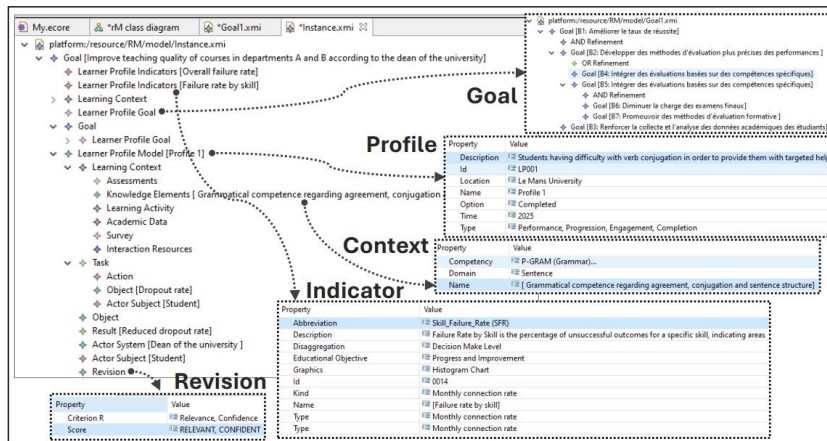 My.ecore
*rM class diagram
*Goal1.xmi
*Instance.xmi
platform:/resource/RM/model/Instance.xmi
Goal [Improve teaching quality of courses in departments A and B according to the dean of the university]
Learner Profile Indicators [Overall failure rate]
Learner Profile Indicators [Failure rate by skill]
Learning Context
Learner Profile Goal
Goal
Learner Profile Goal
Learner Profile Model [Profile 1]
Learning Context
Assessments
Knowledge Elements [ Grammatical competence regarding agreement, conjugation
Learning Activity
Academic Data
Survey
Interaction Resources
Task
Action
Object [Dropout rate]
Actor Subject [Student]
Object
Result [Reduced dropout rate]
Actor System [Dean of the university ]
Actor Subject [Student]
Revision
Goal
platform:/resource/RM/model/Goal1.xmi
Goal [B1: Améliorer le taux de réussite]
AND Refinement
Goal [B2: Développer des méthodes d'évaluation plus précises des performances ]
OR Refinement
Goal [B4: Intégrer des évaluations basées sur des compétences spécifiques]
Goal [B5: Intégrer des évaluations basées sur des compétences spécifiques]
AND Refinement
Goal [B6: Diminuer la charge des examens finaux]
Goal [B7: Promouvoir des méthodes d'évaluation formative ]
Goal [B3: Renforcer la collecte et l'analyse des données académiques des étudiants]
Profile
Property Value
Description Students having difficulty with verb conjugation in order to provide them with targeted help
Id LP001
Location Le Mans University
Name Profile 1
Option Completed
Time 2025
Type Performance, Progression, Engagement, Completion
Context
Property Value
Competency P-GRAM (Grammar)...
Domain Sentence
Name [ Grammatical competence regarding agreement, conjugation and sentence structure]
Indicator
Property Value
Abbreviation Skill_Failure_Rate (SFR)
Description Failure Rate by Skill is the percentage of unsuccessful outcomes for a specific skill, indicating areas
Disaggregation Decision Make Level
Educational Objective Progress and Improvement
Graphics Histogram Chart
Id 0014
Kind Monthly connection rate
Name [Failure rate by skill]
Type Monthly connection rate
Type Monthly connection rate
Type Monthly connection rate
Revision
Property Value
Criterion R Relevance, Confidence
Score RELEVANT, CONFIDENT